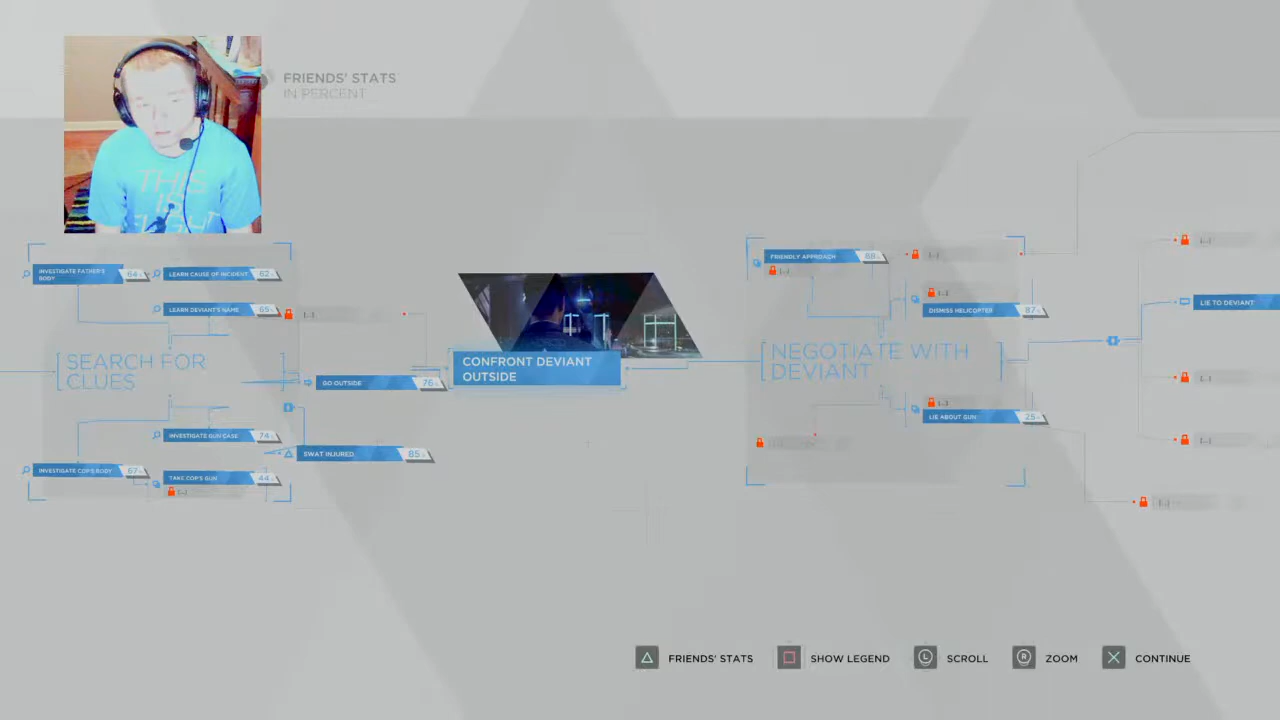 FRIENDS' STATS
IN PERCENT
THIS
IS
INVESTIGATE FATHER'S
BODY
64%
LEARN CAUSE OF INCIDENT 62%
LEARN DEVIANT'S NAME 65%
[...]
SEARCH FOR
CLUES
GO OUTSIDE 76%
INVESTIGATE GUN CASE 74%
SWAT INJURED 85%
INVESTIGATE COP'S BODY 67%
TAKE COP'S GUN 44%
[...]
CONFRONT DEVIANT
OUTSIDE
FRIENDLY APPROACH 88%
[...]
[...]
[...]
DISMISS HELICOPTER 87%
NEGOTIATE WITH
DEVIANT
[...]
LIE ABOUT GUN 25%
[...]
LIE TO DEVIANT
[...]
[...]
[...]
FRIENDS' STATS
SHOW LEGEND
L SCROLL
R ZOOM
CONTINUE